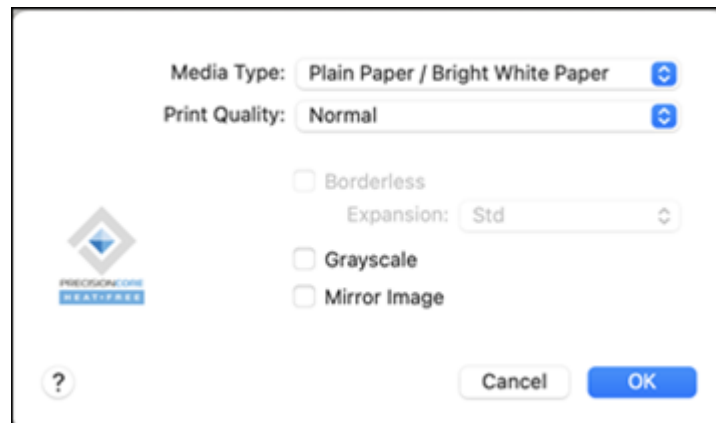 Media Type: Plain Paper / Bright White Paper
Print Quality: Normal
Borderless
Expansion: Std
Grayscale
PRECISIONCORE
HEAT-FREE
Mirror Image
? Cancel OK